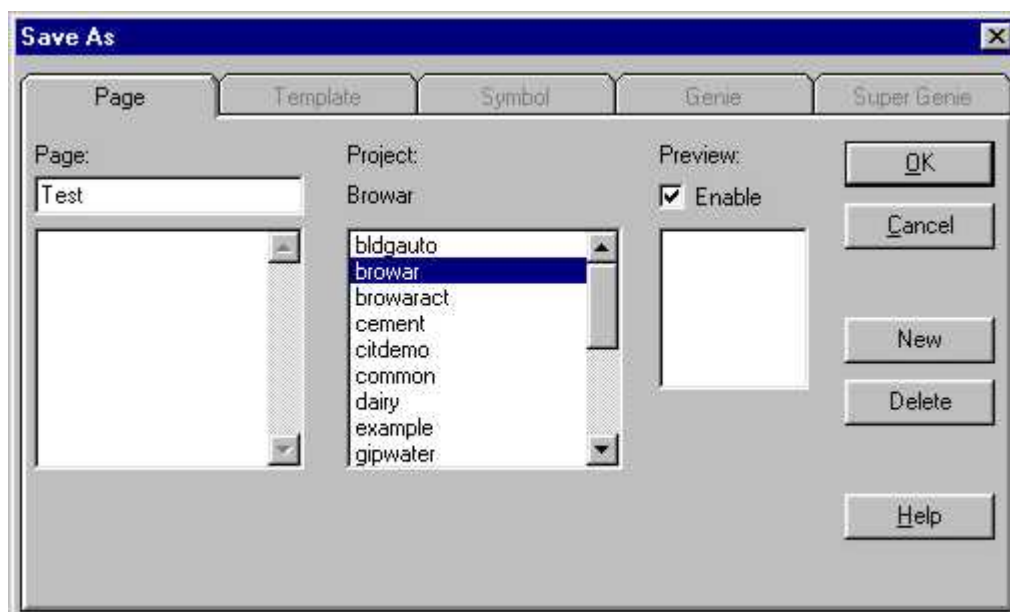 Save As
Page
Template
Symbol
Genie
Super Genie
Page:
Test
Project:
Browar
bldgauto
browar
browaract
cement
citdemo
common
dairy
example
gipwater
Preview:
Enable
OK
Cancel
New
Delete
Help